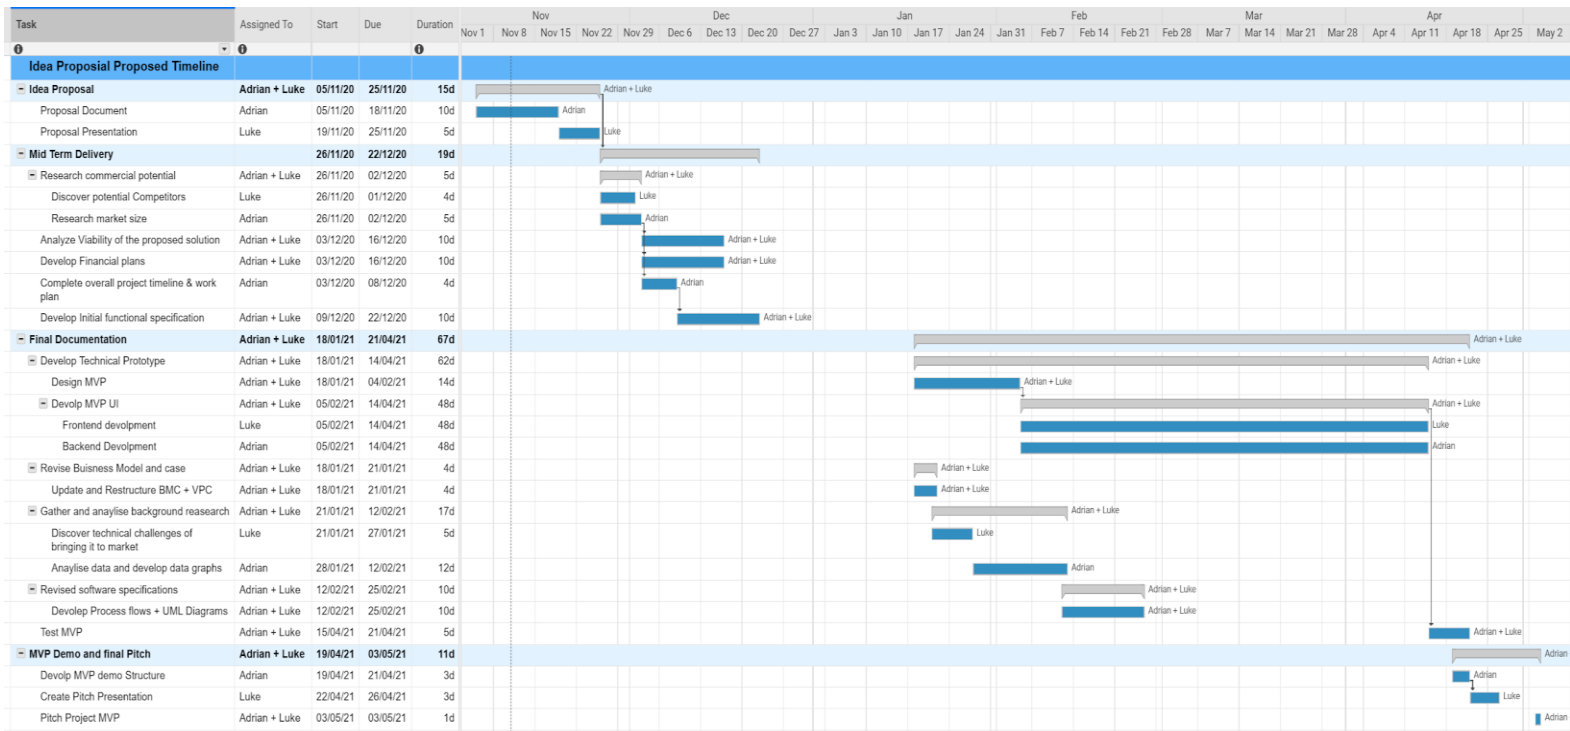 Task Assigned To Start Due Duration
Nov Dec Jan Feb Mar Apr
Nov 1 Nov 8 Nov 15 Nov 22 Nov 29 Dec 6 Dec 13 Dec 20 Dec 27 Jan 3 Jan 10 Jan 17 Jan 24 Jan 31 Feb 7 Feb 14 Feb 21 Feb 28 Mar 7 Mar 14 Mar 21 Mar 28 Apr 4 Apr 11 Apr 18 Apr 25 May 2
Idea Proposial Proposed Timeline
Idea Proposal Adrian + Luke 05/11/20 25/11/20 15d Adrian + Luke
Proposal Document Adrian 05/11/20 18/11/20 10d Adrian
Proposal Presentation Luke 19/11/20 25/11/20 5d Luke
Mid Term Delivery 26/11/20 22/12/20 19d
Research commercial potential Adrian + Luke 26/11/20 02/12/20 5d Adrian + Luke
Discover potential Competitors Luke 26/11/20 01/12/20 4d Luke
Research market size Adrian 26/11/20 02/12/20 5d Adrian
Analyze Viability of the proposed solution Adrian + Luke 03/12/20 16/12/20 10d Adrian + Luke
Develop Financial plans Adrian + Luke 03/12/20 16/12/20 10d Adrian + Luke
Complete overall project timeline & work Adrian 03/12/20 08/12/20 4d Adrian
plan
Develop Initial functional specification Adrian + Luke 09/12/20 22/12/20 10d Adrian + Luke
Final Documentation Adrian + Luke 18/01/21 21/04/21 67d Adrian + Luke
Develop Technical Prototype Adrian + Luke 18/01/21 14/04/21 62d Adrian + Luke
Design MVP Adrian + Luke 18/01/21 04/02/21 14d Adrian + Luke
Devolp MVP UI Adrian + Luke 05/02/21 14/04/21 48d Adrian + Luke
Frontend devolpment Luke 05/02/21 14/04/21 48d Luke
Backend Devolpment Adrian 05/02/21 14/04/21 48d Adrian
Revise Buisness Model and case Adrian + Luke 18/01/21 21/01/21 4d Adrian + Luke
Update and Restructure BMC + VPC Adrian + Luke 18/01/21 21/01/21 4d Adrian + Luke
Gather and anaylise background reasearch Adrian + Luke 21/01/21 12/02/21 17d Adrian + Luke
Discover technical challenges of Luke 21/01/21 27/01/21 5d Luke
bringing it to market
Anaylise data and develop data graphs Adrian 28/01/21 12/02/21 12d Adrian
Revised software specifications Adrian + Luke 12/02/21 25/02/21 10d Adrian + Luke
Devolep Process flows + UML Diagrams Adrian + Luke 12/02/21 25/02/21 10d Adrian + Luke
Test MVP Adrian + Luke 15/04/21 21/04/21 5d Adrian + Luke
MVP Demo and final Pitch Adrian + Luke 19/04/21 03/05/21 11d Adrian
Devolp MVP demo Structure Adrian 19/04/21 21/04/21 3d Adrian
Create Pitch Presentation Luke 22/04/21 26/04/21 3d Luke
Pitch Project MVP Adrian + Luke 03/05/21 03/05/21 1d Adrian